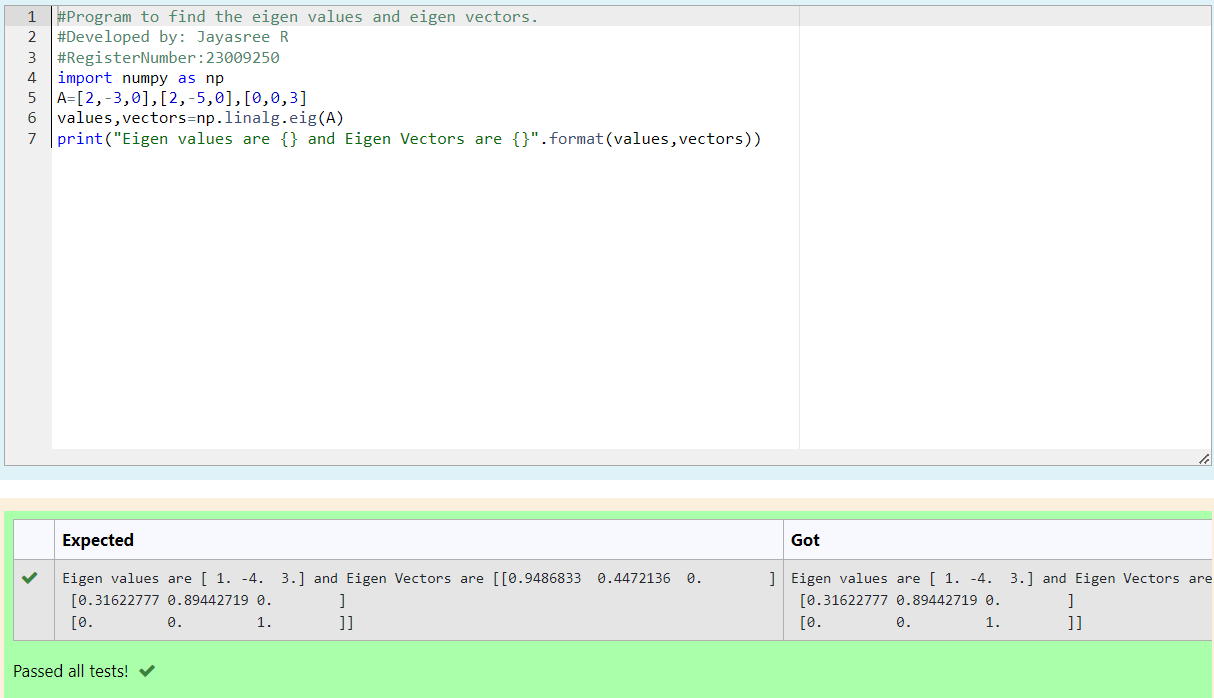 1 #Program to find the eigen values and eigen vectors.
2 #Developed by: Jayasree R
3 #RegisterNumber:23009250
4 import numpy as np
5 A=[2,-3,0],[2,-5,0],[0,0,3]
6 values,vectors=np.linalg.eig(A)
7 print("Eigen values are {} and Eigen Vectors are {}".format(values,vectors))
Expected Got
Eigen values are [ 1. -4.  3.] and Eigen Vectors are [[0.9486833  0.4472136  0.        ] Eigen values are [ 1. -4.  3.] and Eigen Vectors are
[0.31622777 0.89442719 0.        ] [0.31622777 0.89442719 0.        ]
[0.         0.         1.        ]] [0.         0.         1.        ]]
Passed all tests!